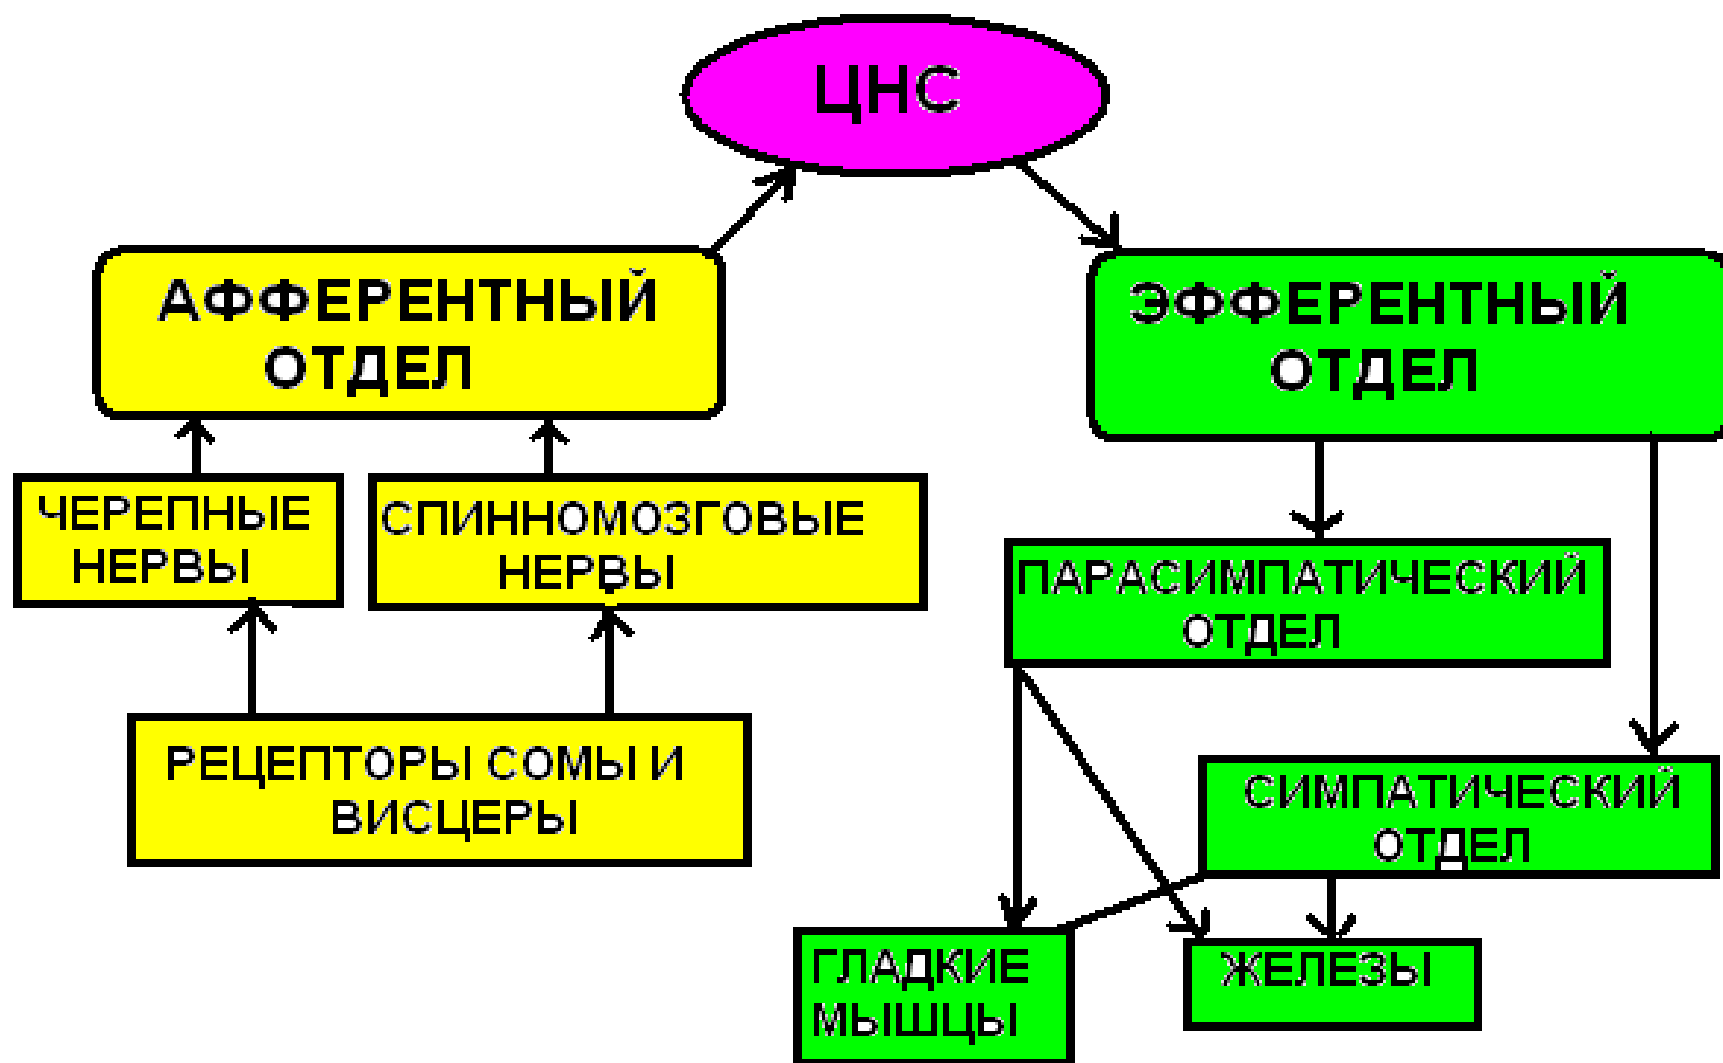 ЦНС
АФФЕРЕНТНЫЙ
ОТДЕЛ
ЭФФЕРЕНТНЫЙ
ОТДЕЛ
ЧЕРЕПНЫЕ
НЕРВЫ
СПИННОМОЗГОВЫЕ
НЕРВЫ
ПАРАСИМПАТИЧЕСКИЙ
ОТДЕЛ
РЕЦЕПТОРЫ СОМЫ И
ВИСЦЕРЫ
СИМПАТИЧЕСКИЙ
ОТДЕЛ
ГЛАДКИЕ
МЫШЦЫ
ЖЕЛЕЗЫ